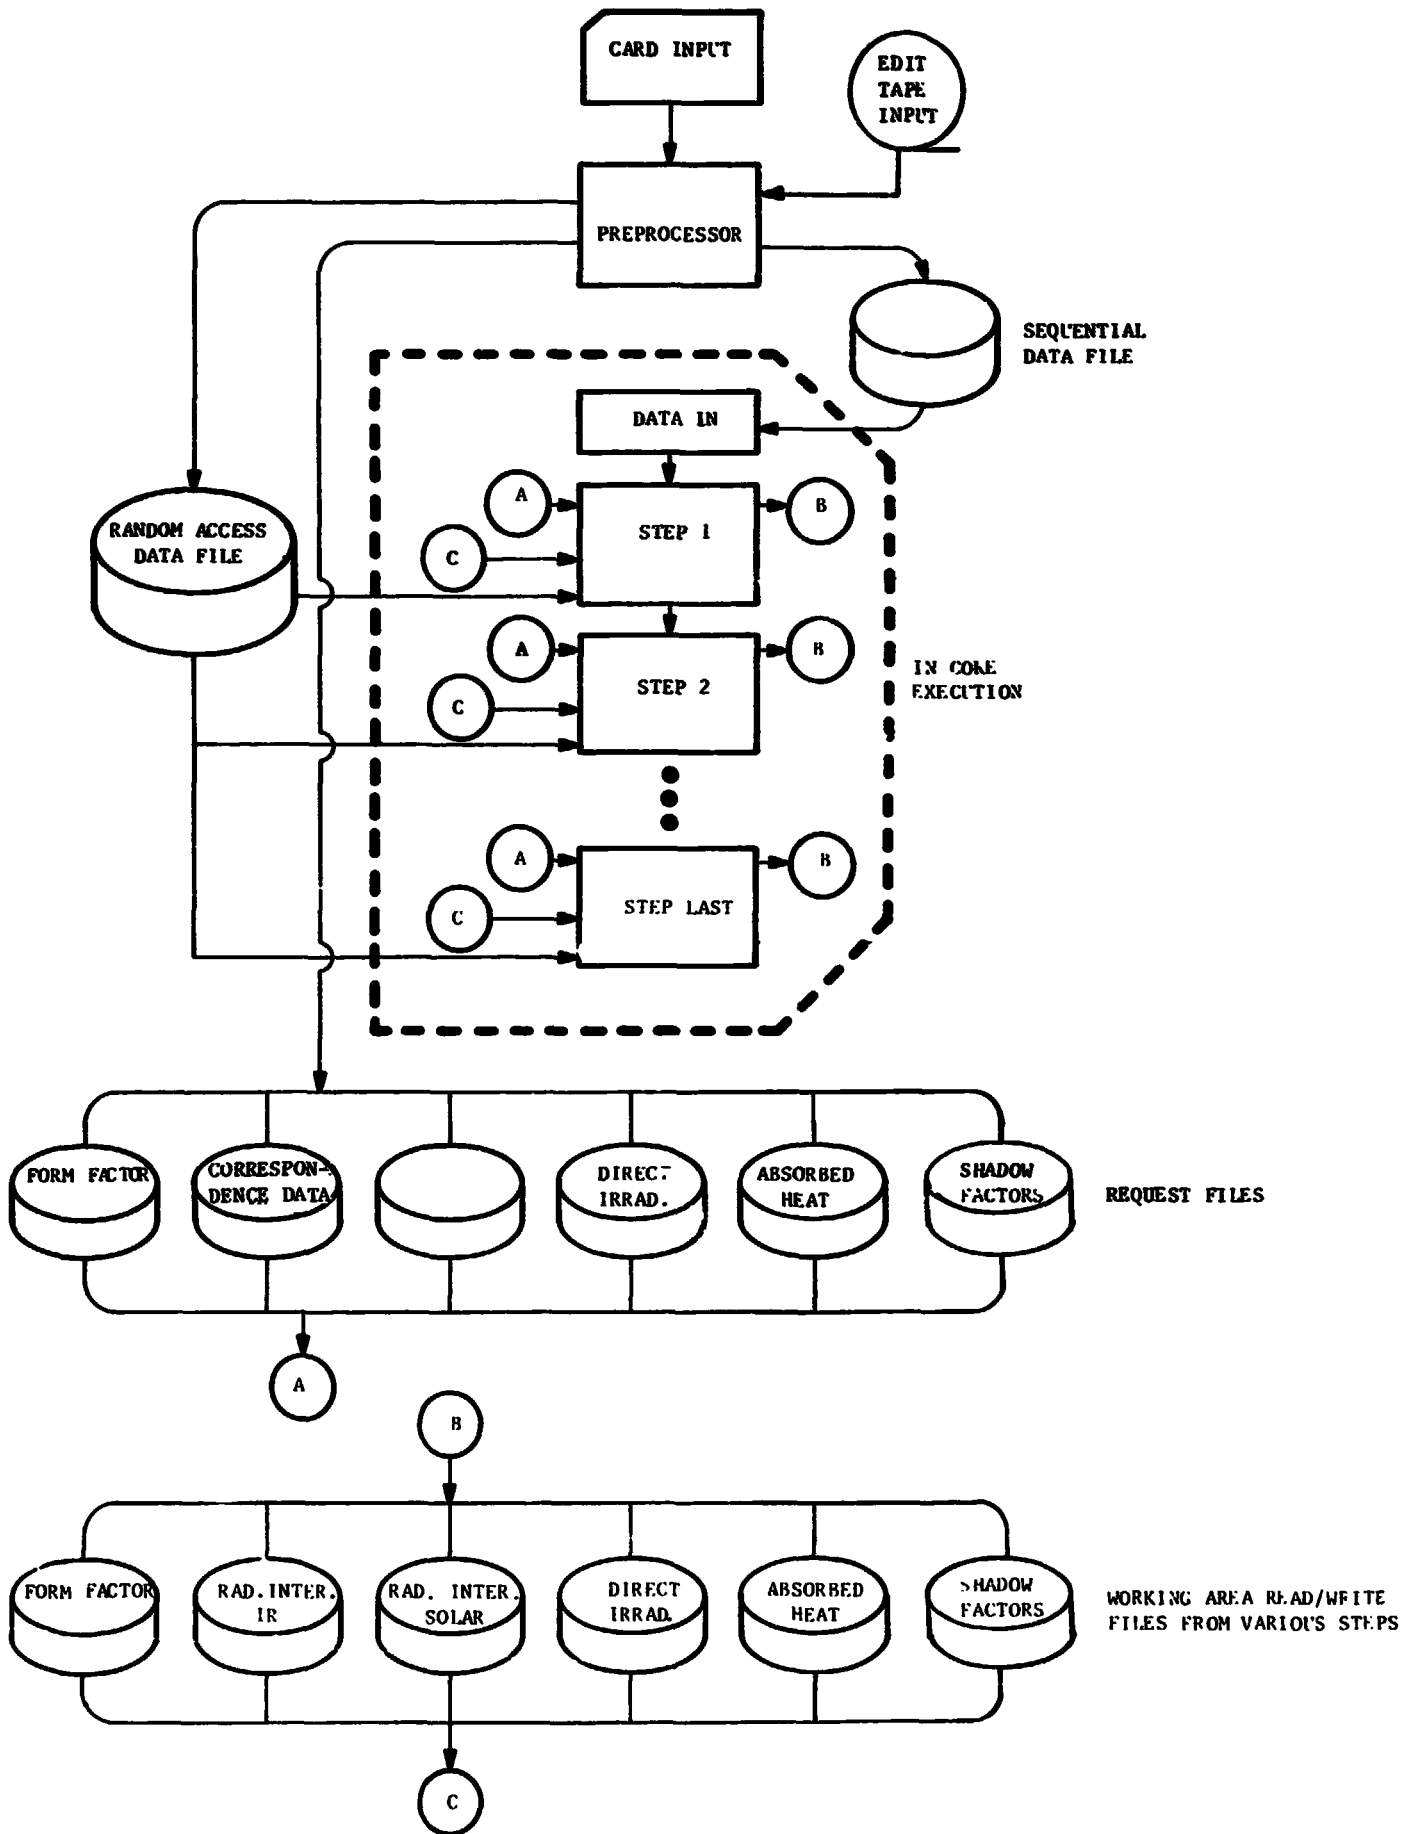 CARD INPUT
EDIT
TAPE
INPUT
PREPROCESSOR
SEQUENTIAL
DATA FILE
DATA IN
A
STEP 1
B
C
RANDOM ACCESS
DATA FILE
A
STEP 2
B
C
IN CORE
EXECUTION
A
STEP LAST
B
C
FORM FACTOR
CORRESPON-
DENCE DATA
DIRECT
IRRAD.
ABSORBED
HEAT
SHADOW
FACTORS
REQUEST FILES
A
B
FORM FACTOR
RAD.INTER.
IR
RAD. INTER.
SOLAR
DIRECT
IRRAD.
ABSORBED
HEAT
SHADOW
FACTORS
WORKING AREA READ/WRITE
FILES FROM VARIOUS STEPS
C